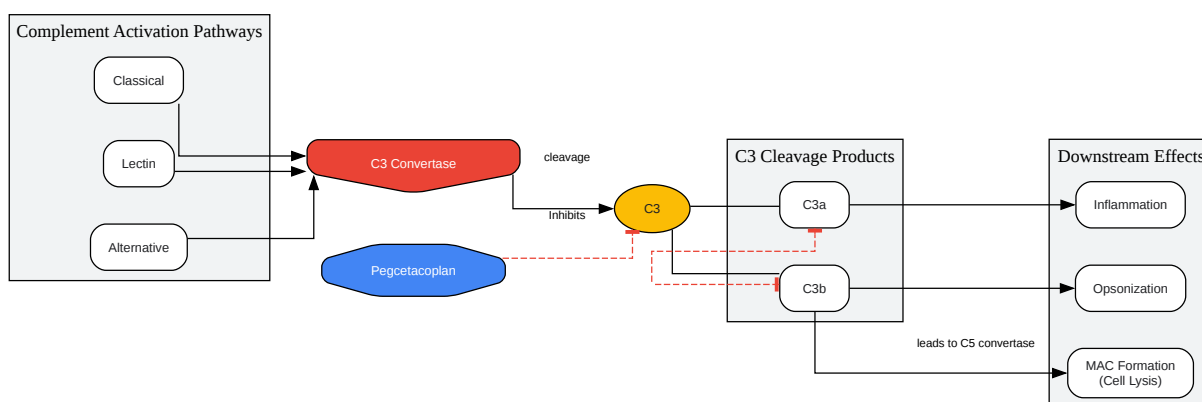 Complement Activation Pathways
Classical
Lectin
Alternative
C3 Convertase
Pegcetacoplan
cleavage
Inhibits
C3
C3 Cleavage Products
C3a
C3b
leads to C5 convertase
Downstream Effects
Inflammation
Opsonization
MAC Formation
(Cell Lysis)